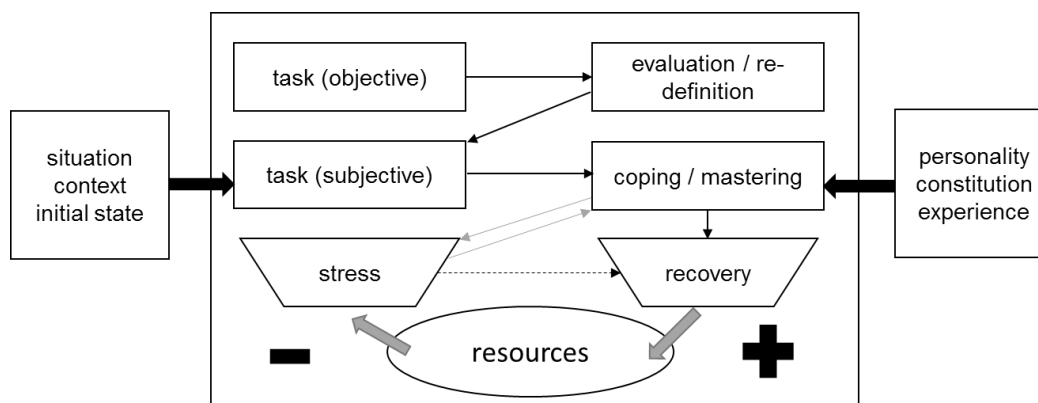 task (objective)
evaluation / re-
definition
situation
context
initial state
task (subjective)
coping / mastering
personality
constitution
experience
stress
recovery
resources